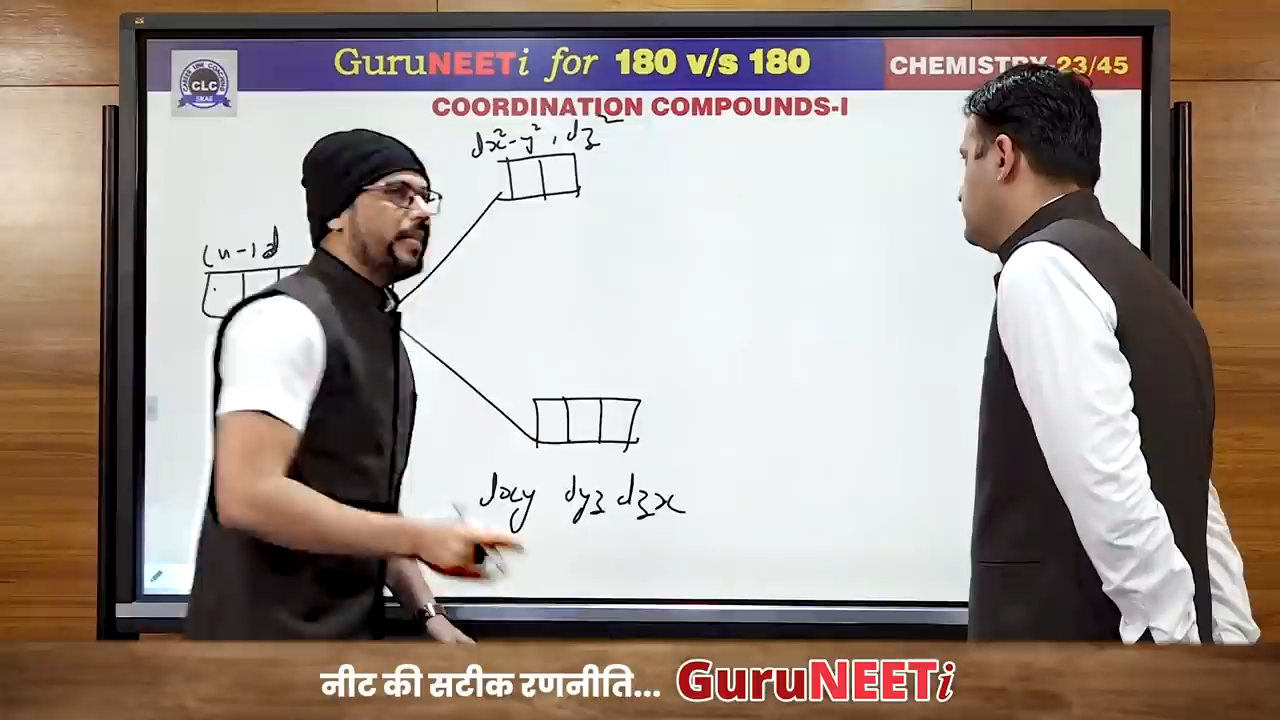 GuruNEETi for 180 v/s 180
CHEMISTRY-23/45
CLC
SIKAR
COORDINATION COMPOUNDS-I
dx²-y², dz²
(n-1)d
dxy dyz dzx
नीट की सटीक रणनीति... GuruNEETi